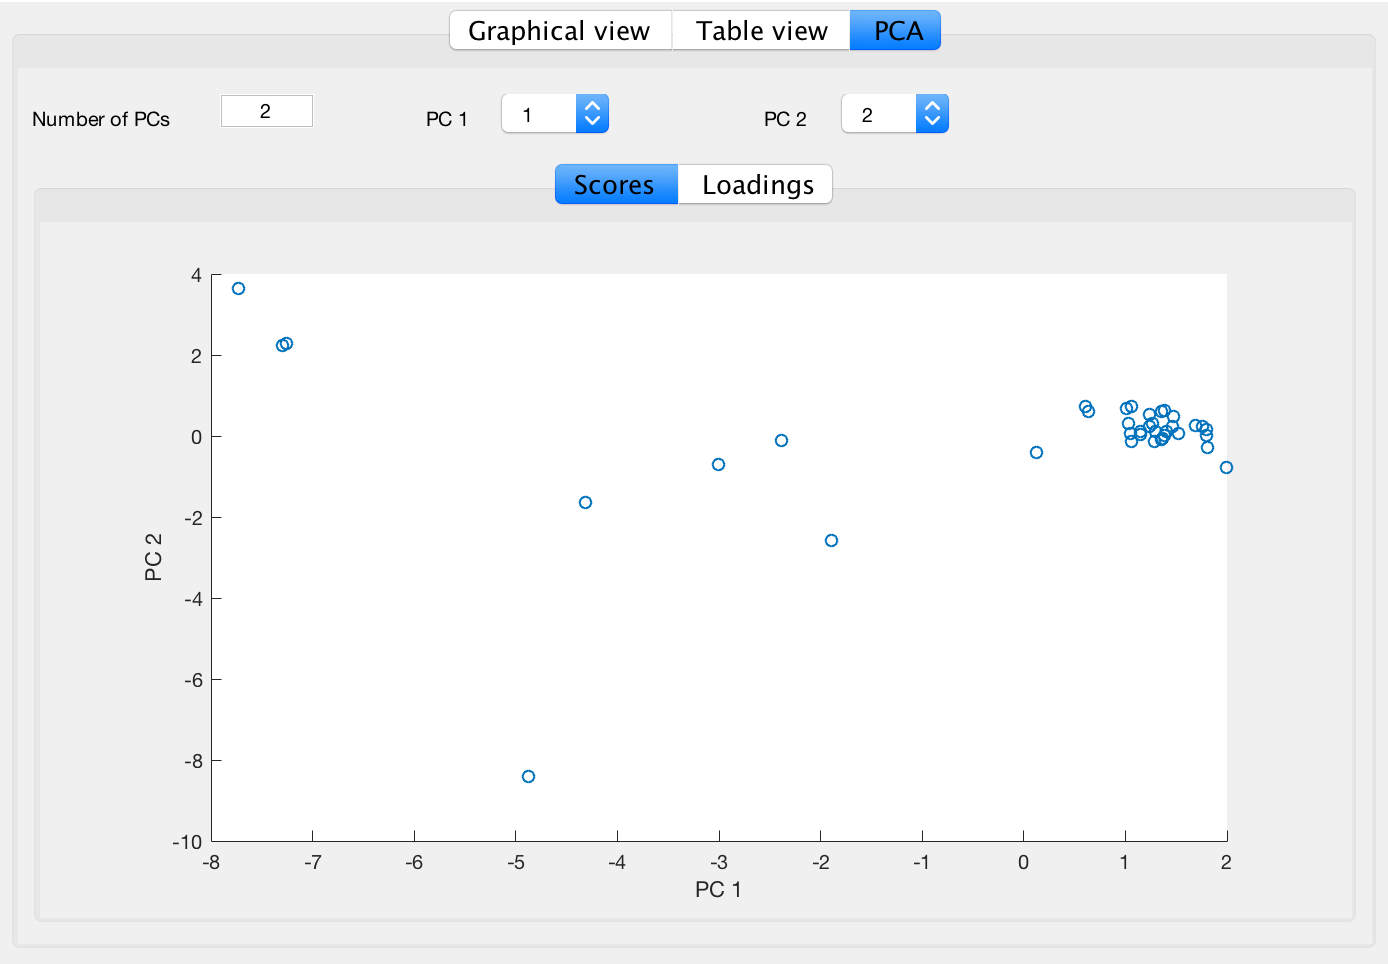 Graphical view Table view PCA
Number of PCs 2 PC 1 1 PC 2 2
Scores Loadings
4
2
0
-2
-4
-6
-8
-10
PC 2
-8 -7 -6 -5 -4 -3 -2 -1 0 1 2
PC 1